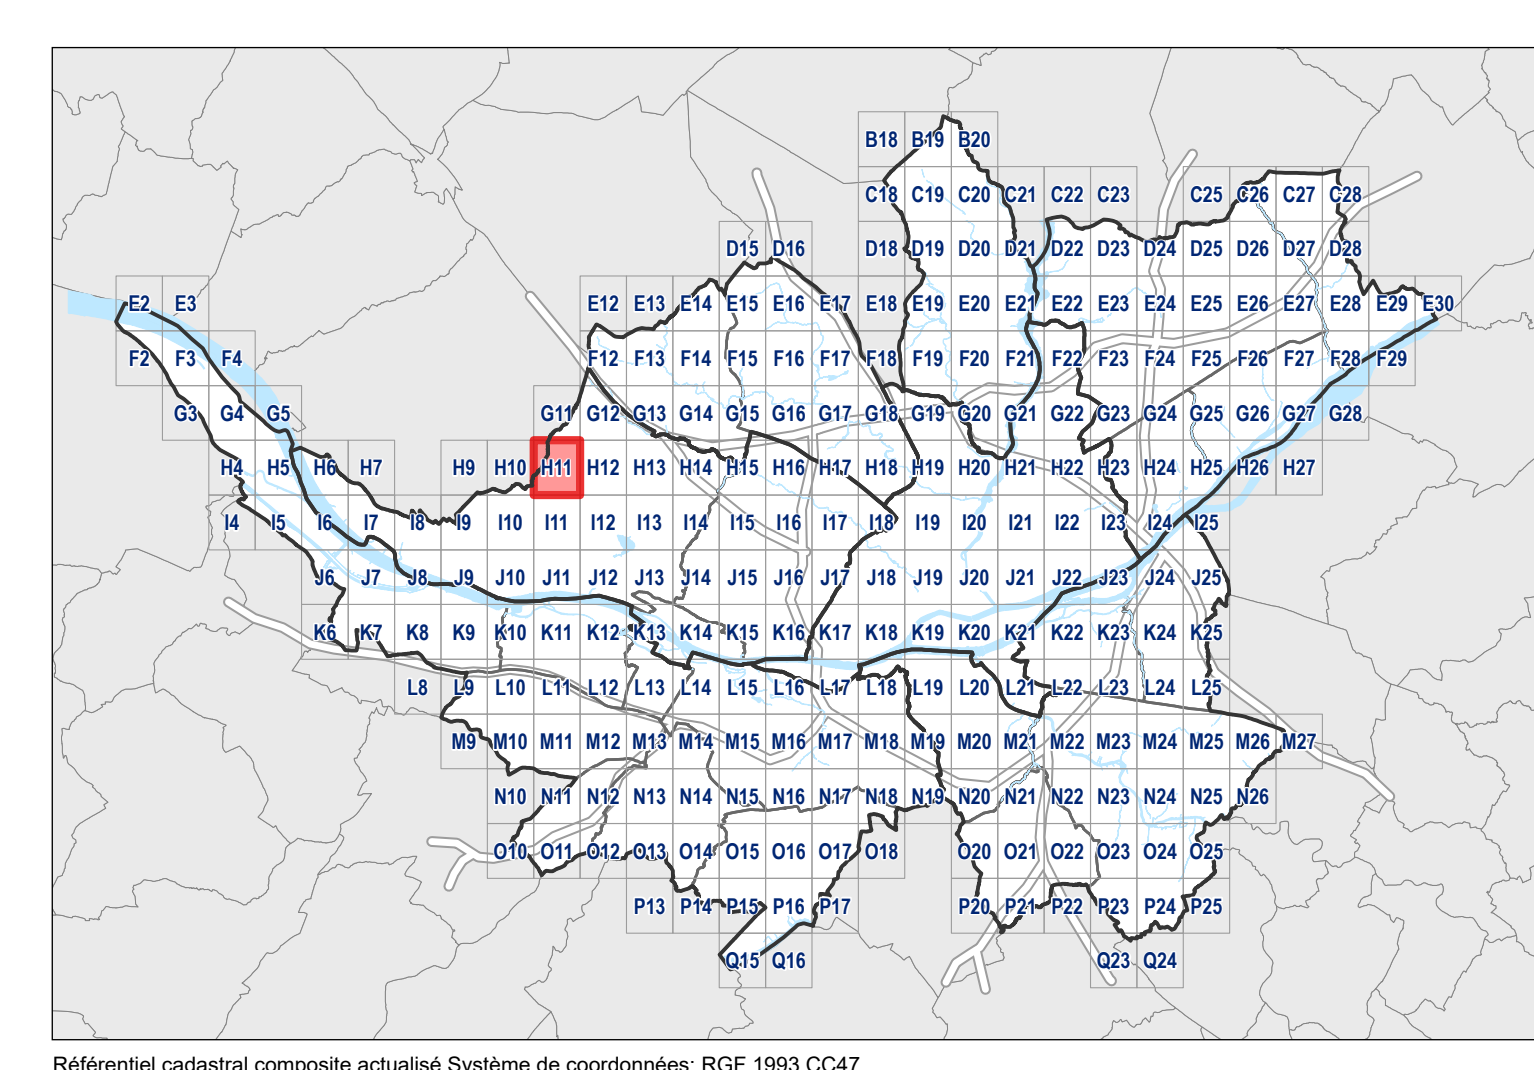 B18 B19 B20
C18 C19 C20 C21 C22 C23 C25 C26 C27 C28
D15 D16 D18 D19 D20 D21 D22 D23 D24 D25 D26 D27 D28
E2 E3 E12 E13 E14 E15 E16 E17 E18 E19 E20 E21 E22 E23 E24 E25 E26 E27 E28 E29 E30
F2 F3 F4 F12 F13 F14 F15 F16 F17 F18 F19 F20 F21 F22 F23 F24 F25 F26 F27 F28 F29
G3 G4 G5 G11 G12 G13 G14 G15 G16 G17 G18 G19 G20 G21 G22 G23 G24 G25 G26 G27 G28
H4 H5 H6 H7 H9 H10 H11 H12 H13 H14 H15 H16 H17 H18 H19 H20 H21 H22 H23 H24 H25 H26 H27
I4 I5 I6 I7 I8 I9 I10 I11 I12 I13 I14 I15 I16 I17 I18 I19 I20 I21 I22 I23 I24 I25
J6 J7 J8 J9 J10 J11 J12 J13 J14 J15 J16 J17 J18 J19 J20 J21 J22 J23 J24 J25
K6 K7 K8 K9 K10 K11 K12 K13 K14 K15 K16 K17 K18 K19 K20 K21 K22 K23 K24 K25
L8 L9 L10 L11 L12 L13 L14 L15 L16 L17 L18 L19 L20 L21 L22 L23 L24 L25
M9 M10 M11 M12 M13 M14 M15 M16 M17 M18 M19 M20 M21 M22 M23 M24 M25 M26 M27
N10 N11 N12 N13 N14 N15 N16 N17 N18 N19 N20 N21 N22 N23 N24 N25 N26
O10 O11 O12 O13 O14 O15 O16 O17 O18 O20 O21 O22 O23 O24 O25
P13 P14 P15 P16 P17 P20 P21 P22 P23 P24 P25
Q15 Q16 Q23 Q24
Référentiel cadastral composite actualisé Système de coordonnées: RGF 1993 CC47